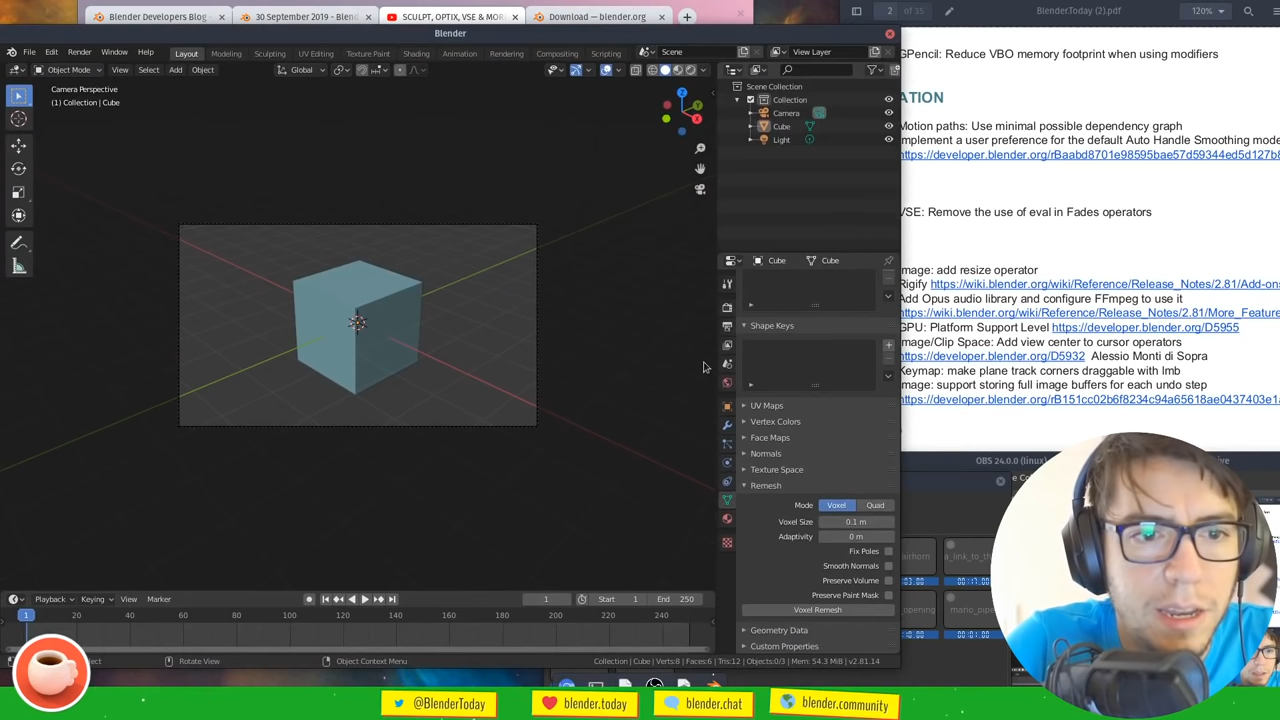 Blender Developers Blog
30 September 2019 - Blend
SCULPT, OPTIX, VSE & MOR
Download — blender.org
2 of 35
Blender.Today (2).pdf
120%
Blender
File Edit Render Window Help
Layout Modeling Sculpting UV Editing Texture Paint Shading Animation Rendering Compositing Scripting
Scene
View Layer
Object Mode View Select Add Object
Global
Camera Perspective
(1) Collection | Cube
Scene Collection
Collection
Camera
Cube
Light
Cube
Cube
Shape Keys
UV Maps
Vertex Colors
Face Maps
Normals
Texture Space
Remesh
Mode Voxel Quad
Voxel Size 0.1 m
Adaptivity 0 m
Fix Poles
Smooth Normals
Preserve Volume
Preserve Paint Mask
Voxel Remesh
Geometry Data
Custom Properties
GPencil: Reduce VBO memory footprint when using modifiers
ATION
Motion paths: Use minimal possible dependency graph
mplement a user preference for the default Auto Handle Smoothing mode
https://developer.blender.org/rBaabd8701e98595bae57d59344ed5d127b8
VSE: Remove the use of eval in Fades operators
mage: add resize operator
Rigify https://wiki.blender.org/wiki/Reference/Release_Notes/2.81/Add-ons
Add Opus audio library and configure FFmpeg to use it
https://wiki.blender.org/wiki/Reference/Release_Notes/2.81/More_Feature
GPU: Platform Support Level https://developer.blender.org/D5955
mage/Clip Space: Add view center to cursor operators
https://developer.blender.org/D5932 Alessio Monti di Sopra
Keymap: make plane track corners draggable with lmb
mage: support storing full image buffers for each undo step
https://developer.blender.org/rB151cc02b6f8234c94a65618ae0437403e1a
OBS 24.0.0 (linux)
airhorn
a_link_to_th
opening
mario_pipe
Playback Keying View Marker
1
Start 1 End 250
1 20 40 60 80 100 120 140 160 180 200 220 240
Rotate View
Object Context Menu
Collection | Cube | Verts:8 | Faces:6 | Tris:12 | Objects:0/3 | Mem: 54.3 MiB | v2.81.14
@BlenderToday
blender.today
blender.chat
blender.community